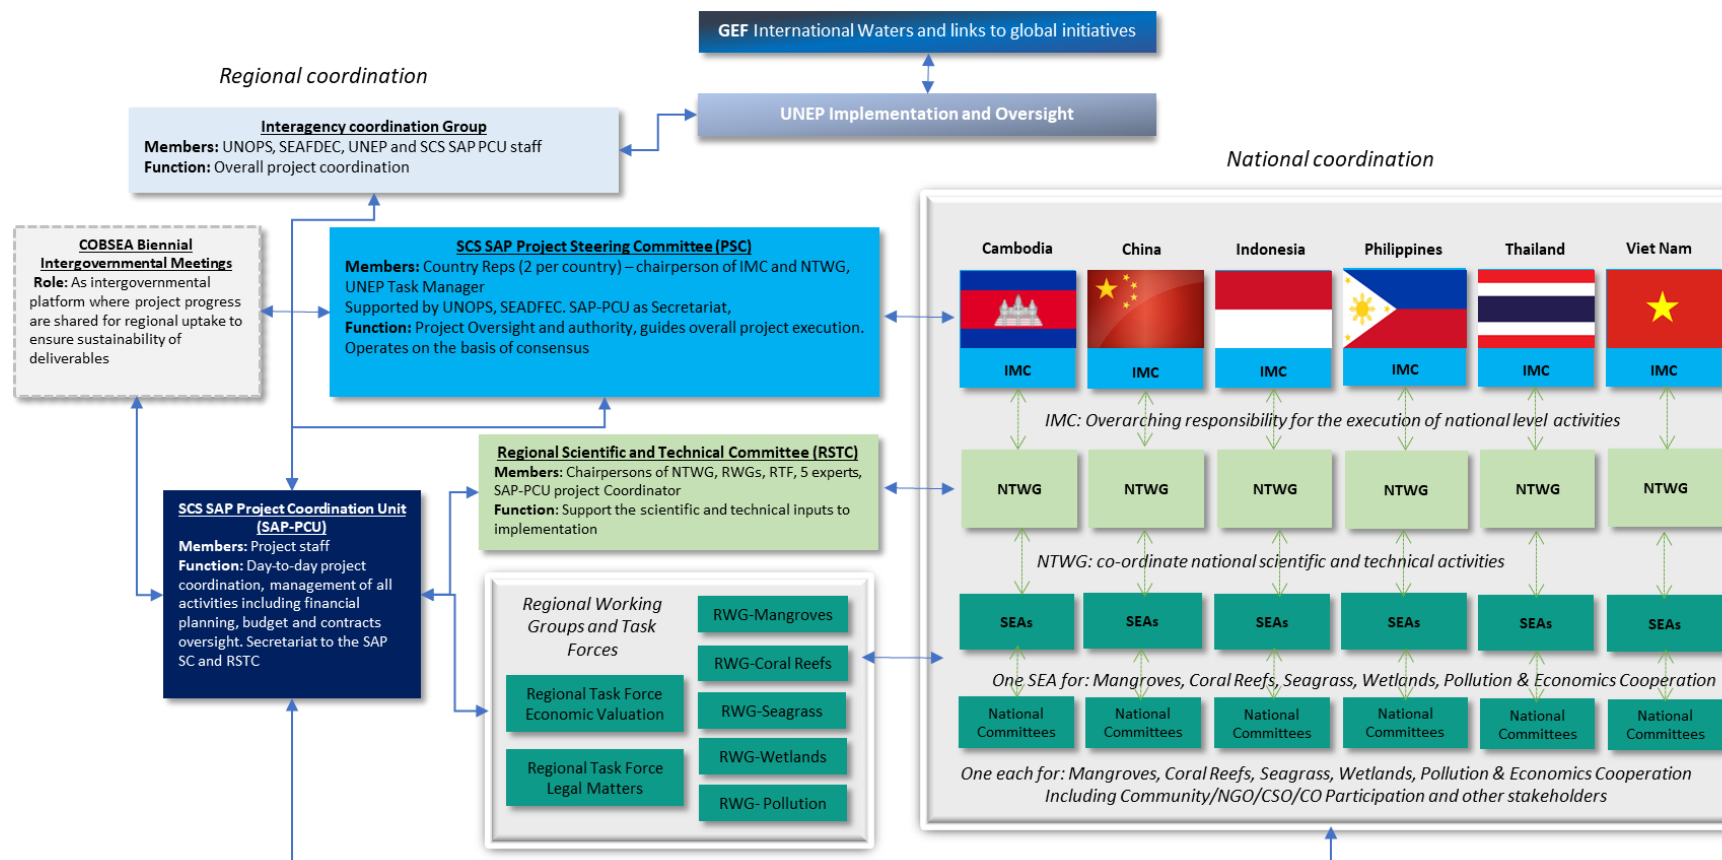 GEF International Waters and links to global initiatives
Regional coordination
UNEP Implementation and Oversight
Interagency coordination Group
Members: UNOPS, SEAFDEC, UNEP and SCS SAP PCU staff
Function: Overall project coordination
National coordination
COBSEA Biennial
Intergovernmental Meetings
Role: As intergovernmental
platform where project progress
are shared for regional uptake to
ensure sustainability of
deliverables
SCS SAP Project Steering Committee (PSC)
Members: Country Reps (2 per country) – chairperson of IMC and NTWG,
UNEP Task Manager
Supported by UNOPS, SEADFEC. SAP-PCU as Secretariat,
Function: Project Oversight and authority, guides overall project execution.
Operates on the basis of consensus
Regional Scientific and Technical Committee (RSTC)
Members: Chairpersons of NTWG, RWGs, RTF, 5 experts,
SAP-PCU project Coordinator
Function: Support the scientific and technical inputs to
implementation
SCS SAP Project Coordination Unit
(SAP-PCU)
Members: Project staff
Function: Day-to-day project
coordination, management of all
activities including financial
planning, budget and contracts
oversight. Secretariat to the SAP
SC and RSTC
Regional Working
Groups and Task
Forces
Regional Task Force
Economic Valuation
Regional Task Force
Legal Matters
RWG-Mangroves
RWG-Coral Reefs
RWG-Seagrass
RWG-Wetlands
RWG- Pollution
Cambodia China Indonesia Philippines Thailand Viet Nam
IMC IMC IMC IMC IMC IMC
IMC: Overarching responsibility for the execution of national level activities
NTWG NTWG NTWG NTWG NTWG NTWG
NTWG: co-ordinate national scientific and technical activities
SEAs SEAs SEAs SEAs SEAs SEAs
One SEA for: Mangroves, Coral Reefs, Seagrass, Wetlands, Pollution & Economics Cooperation
National National National National National National
Committees Committees Committees Committees Committees Committees
One each for: Mangroves, Coral Reefs, Seagrass, Wetlands, Pollution & Economics Cooperation
Including Community/NGO/CSO/CO Participation and other stakeholders